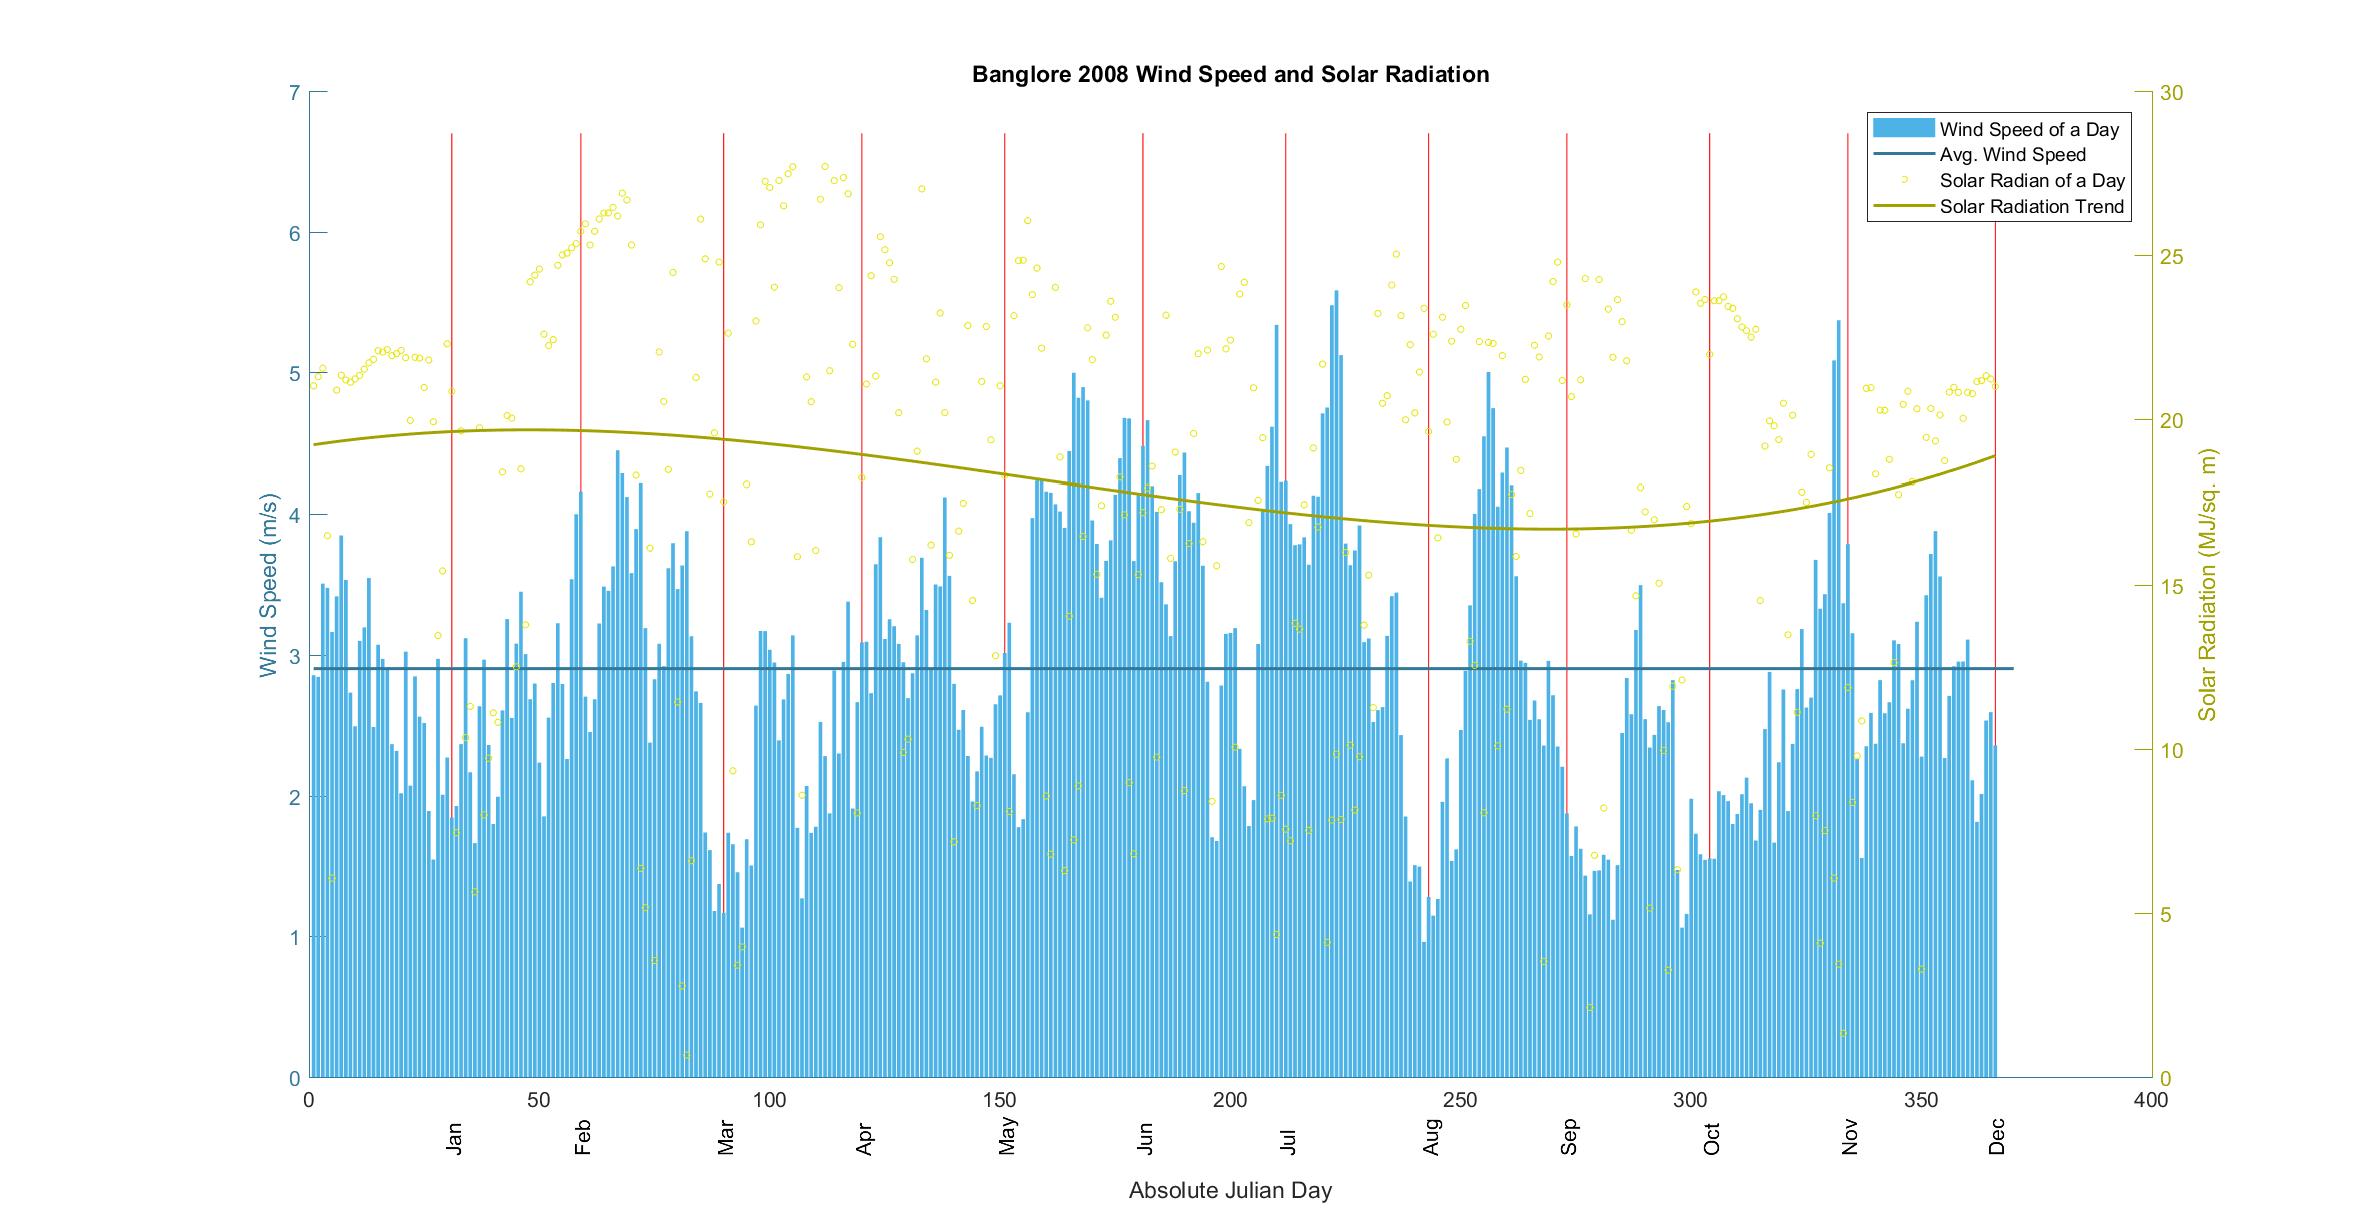 Banglore 2008 Wind Speed and Solar Radiation
7
6
5
4
3
2
1
0
Wind Speed (m/s)
30
25
20
15
10
5
0
Solar Radiation (MJ/sq. m)
Wind Speed of a Day
Avg. Wind Speed
Solar Radian of a Day
Solar Radiation Trend
0 50 100 150 200 250 300 350 400
Jan Feb Mar Apr May Jun Jul Aug Sep Oct Nov Dec
Absolute Julian Day